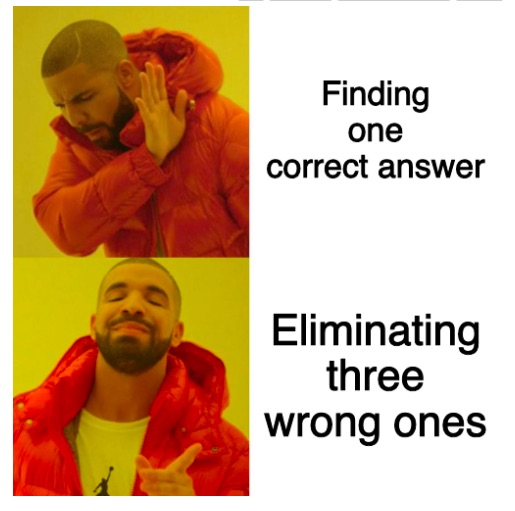 Finding
one
correct answer
Eliminating
three
wrong ones